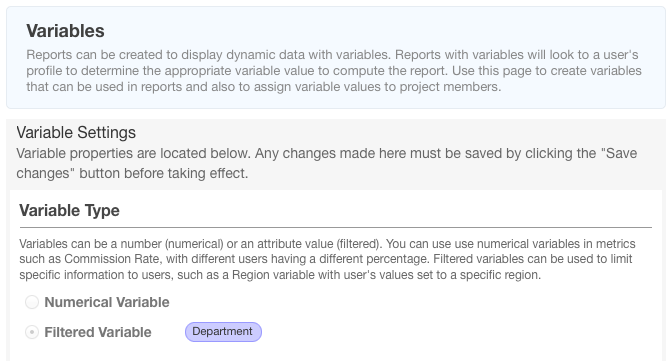 Variables
Reports can be created to display dynamic data with variables. Reports with variables will look to a user's
profile to determine the appropriate variable value to compute the report. Use this page to create variables
that can be used in reports and also to assign variable values to project members.
Variable Settings
Variable properties are located below. Any changes made here must be saved by clicking the "Save
changes" button before taking effect.
Variable Type
Variables can be a number (numerical) or an attribute value (filtered). You can use use numerical variables in metrics
such as Commission Rate, with different users having a different percentage. Filtered variables can be used to limit
specific information to users, such as a Region variable with user's values set to a specific region.
Numerical Variable
Filtered Variable Department